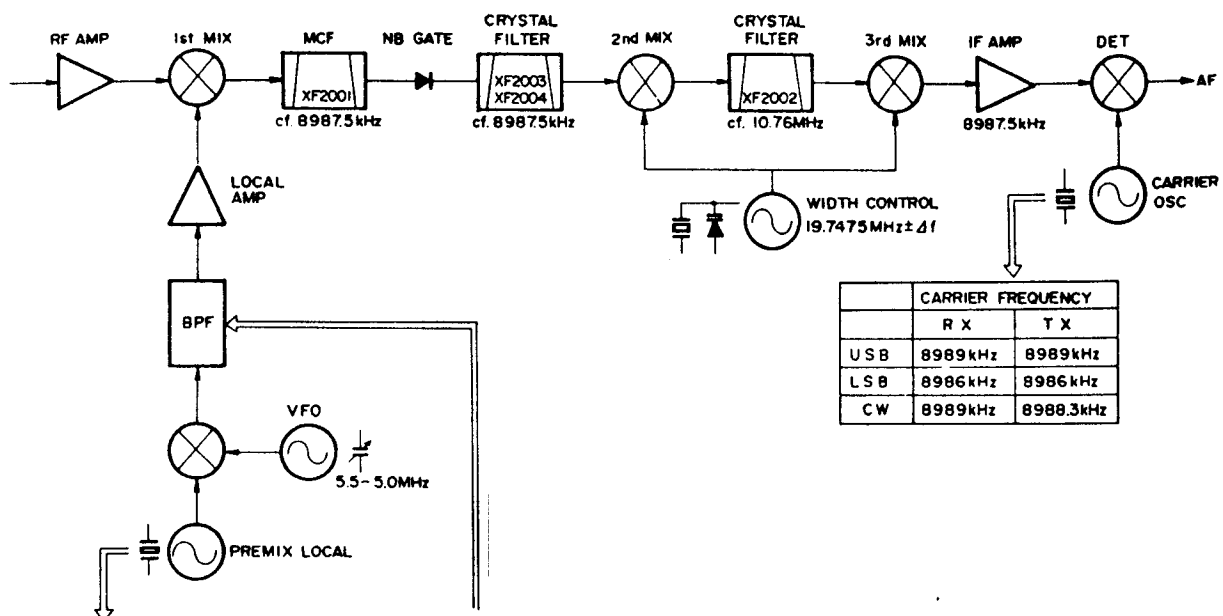 RF AMP
1st MIX
MCF
NB GATE
CRYSTAL
FILTER
2nd MIX
CRYSTAL
FILTER
3rd MIX
IF AMP
DET
XF2001
XF2003
XF2004
XF2002
AF
cf. 8987.5kHz
cf. 8987.5kHz
cf. 10.76MHz
8987.5kHz
LOCAL
AMP
WIDTH CONTROL
19.7475MHz ± Δf
CARRIER
OSC
BPF
CARRIER FREQUENCY
RX TX
USB 8989kHz 8989kHz
LSB 8986kHz 8986kHz
CW 8989kHz 8988.3kHz
VFO
5.5-5.0MHz
PREMIX LOCAL